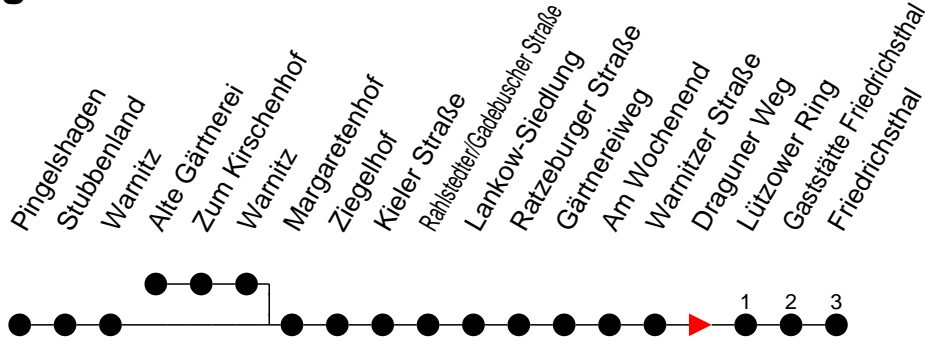 Pingelshagen
Stubbenland
Warnitz
Alte Gärtnerei
Zum Kirschenhof
Warnitz
Margaretenhof
Ziegelhof
Kieler Straße
Rahlstedter/Gadebuscher Straße
Lankow-Siedlung
Ratzeburger Straße
Gärtnereiweg
Am Wochenend
Warnitzer Straße
Draguner Weg
Lützower Ring
Gaststätte Friedrichsthal
Friedrichsthal
1 2 3